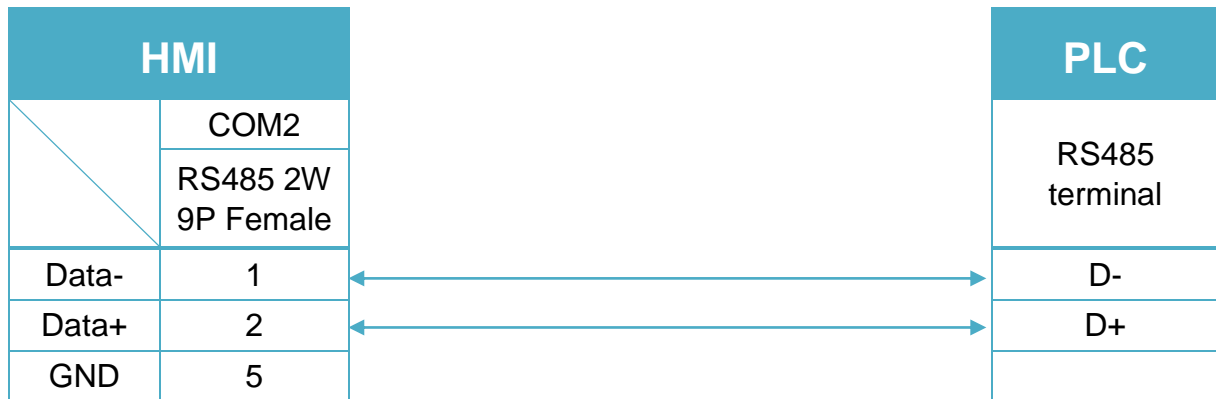 HMI
PLC
COM2
RS485 2W
9P Female
RS485
terminal
Data- 1 D-
Data+ 2 D+
GND 5